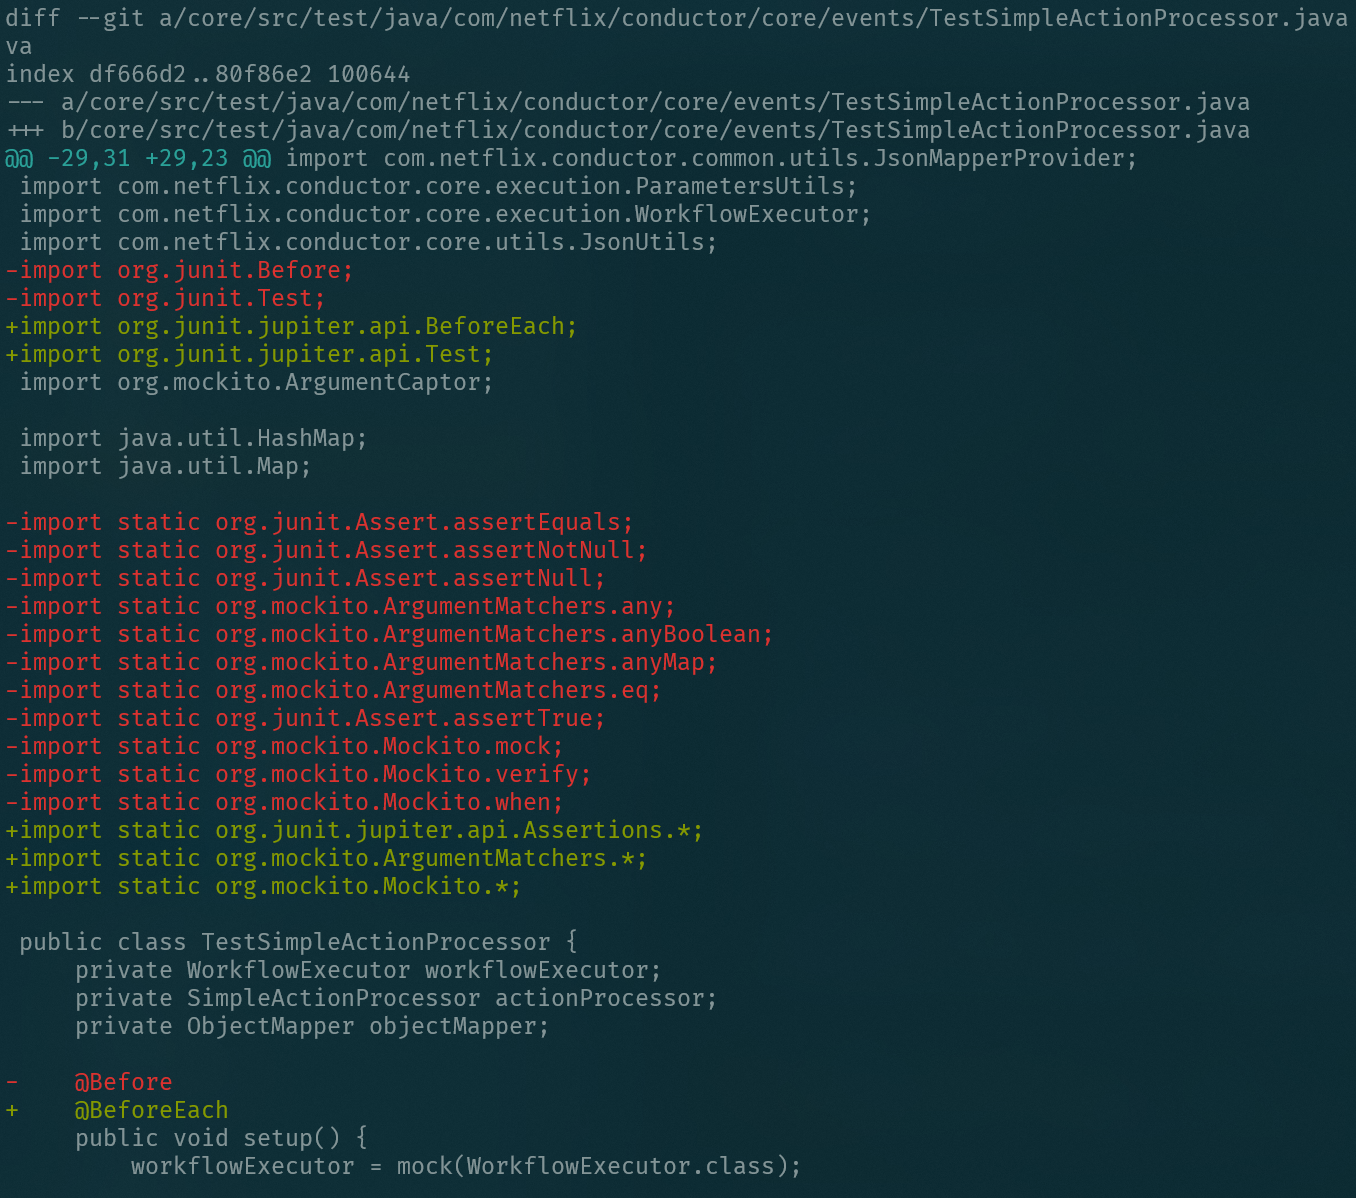 diff --git a/core/src/test/java/com/netflix/conductor/core/events/TestSimpleActionProcessor.java
va
index df666d2..80f86e2 100644
--- a/core/src/test/java/com/netflix/conductor/core/events/TestSimpleActionProcessor.java
+++ b/core/src/test/java/com/netflix/conductor/core/events/TestSimpleActionProcessor.java
@@ -29,31 +29,23 @@ import com.netflix.conductor.common.utils.JsonMapperProvider;
 import com.netflix.conductor.core.execution.ParametersUtils;
 import com.netflix.conductor.core.execution.WorkflowExecutor;
 import com.netflix.conductor.core.utils.JsonUtils;
-import org.junit.Before;
-import org.junit.Test;
+import org.junit.jupiter.api.BeforeEach;
+import org.junit.jupiter.api.Test;
 import org.mockito.ArgumentCaptor;

 import java.util.HashMap;
 import java.util.Map;

-import static org.junit.Assert.assertEquals;
-import static org.junit.Assert.assertNotNull;
-import static org.junit.Assert.assertNull;
-import static org.mockito.ArgumentMatchers.any;
-import static org.mockito.ArgumentMatchers.anyBoolean;
-import static org.mockito.ArgumentMatchers.anyMap;
-import static org.mockito.ArgumentMatchers.eq;
-import static org.junit.Assert.assertTrue;
-import static org.mockito.Mockito.mock;
-import static org.mockito.Mockito.verify;
-import static org.mockito.Mockito.when;
+import static org.junit.jupiter.api.Assertions.*;
+import static org.mockito.ArgumentMatchers.*;
+import static org.mockito.Mockito.*;

 public class TestSimpleActionProcessor {
     private WorkflowExecutor workflowExecutor;
     private SimpleActionProcessor actionProcessor;
     private ObjectMapper objectMapper;

-    @Before
+    @BeforeEach
     public void setup() {
         workflowExecutor = mock(WorkflowExecutor.class);